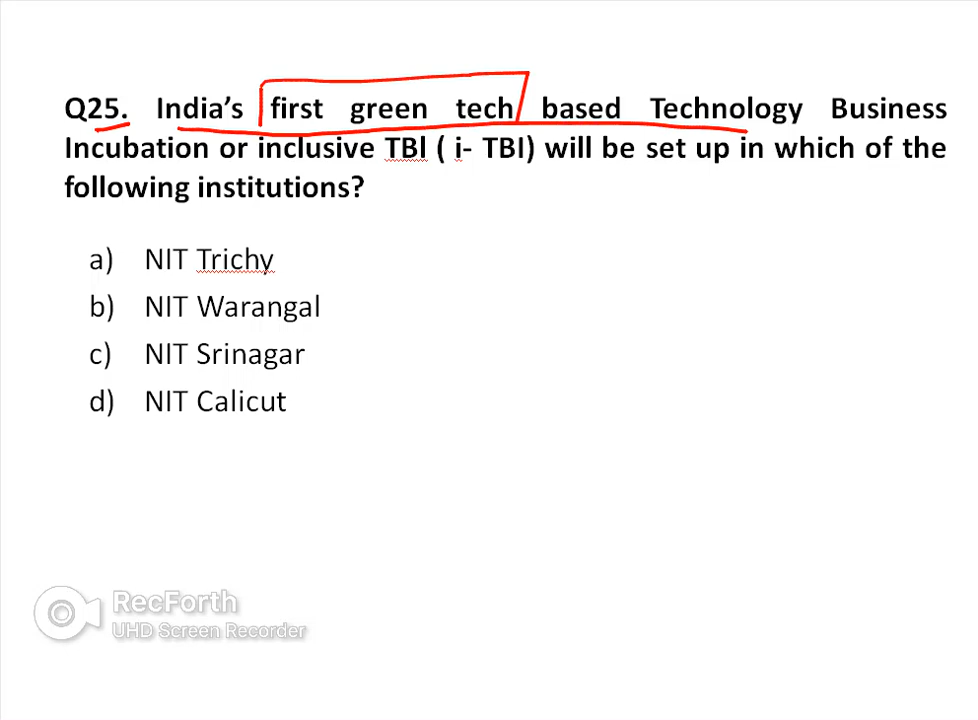 Q25. India's first green tech based Technology Business
Incubation or inclusive TBl ( i- TBI) will be set up in which of the
following institutions?
a) NIT Trichy
b) NIT Warangal
c) NIT Srinagar
d) NIT Calicut
RecForth
UHD Screen Recorder